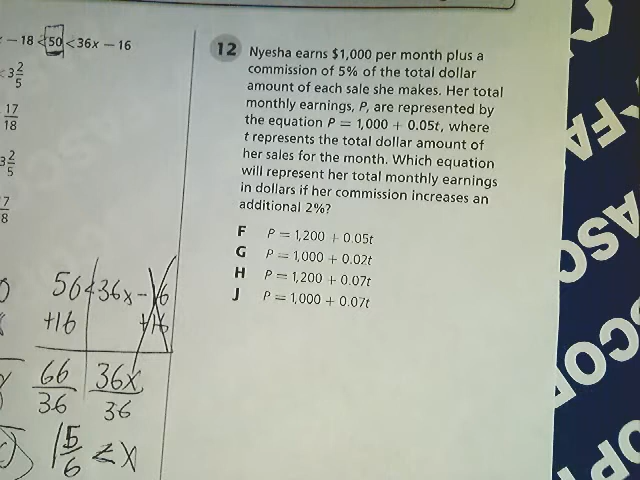 – 18 < 50 < 36x – 16
< 3 2/5
17/18
3 2/5
7/8
50 < 36x – 16
+16 +16
66/36 36x/36
1 5/6 < x
12 Nyesha earns $1,000 per month plus a
commission of 5% of the total dollar
amount of each sale she makes. Her total
monthly earnings, P, are represented by
the equation P = 1,000 + 0.05t, where
t represents the total dollar amount of
her sales for the month. Which equation
will represent her total monthly earnings
in dollars if her commission increases an
additional 2%?
F P = 1,200 + 0.05t
G P = 1,000 + 0.02t
H P = 1,200 + 0.07t
J P = 1,000 + 0.07t